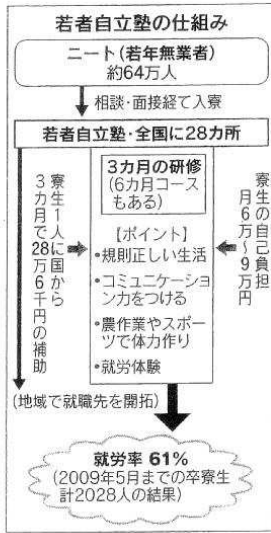 若者自立塾の仕組み
ニート(若年無業者)
約64万人
相談・面接経て入寮
若者自立塾・全国に28カ所
寮生1人に国から
3カ月で28万6千円の補助
3カ月の研修
(6カ月コース
もある)
【ポイント】
・規則正しい生活
・コミュニケーション
力をつける
・農作業やスポー
ツで体力作り
・就労体験
寮生の自己負担
月6万〜9万円
(地域で就職先を開拓)
就労率 61%
(2009年5月までの卒寮生
計2028人の結果)